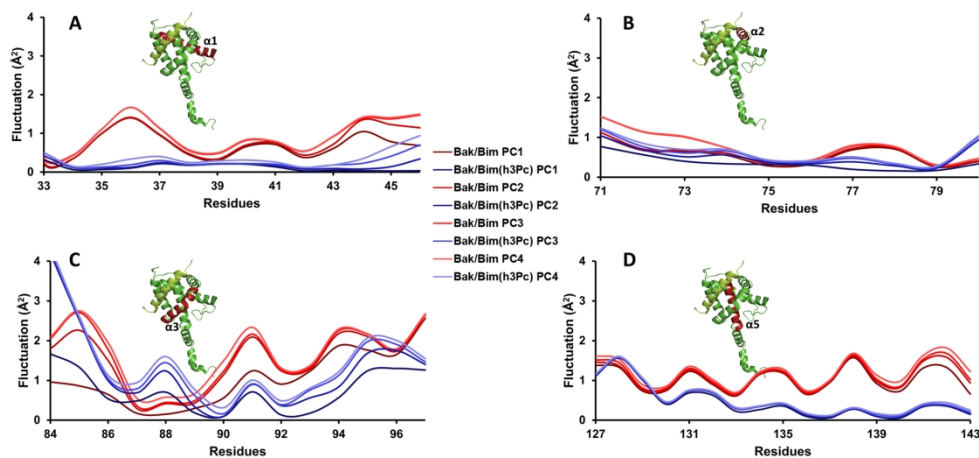 A
α1
Fluctuation (Å²)
4
3
2
1
0
33
35
37
39
41
43
45
Residues
B
α2
Fluctuation (Å²)
4
3
2
1
0
71
73
75
77
79
Residues
Bak/Bim PC1
Bak/Bim(h3Pc) PC1
Bak/Bim PC2
Bak/Bim(h3Pc) PC2
Bak/Bim PC3
Bak/Bim(h3Pc) PC3
Bak/Bim PC4
Bak/Bim(h3Pc) PC4
C
α3
Fluctuation (Å²)
4
3
2
1
0
84
86
88
90
92
94
96
Residues
D
α5
Fluctuation (Å²)
4
3
2
1
0
127
131
135
139
143
Residues